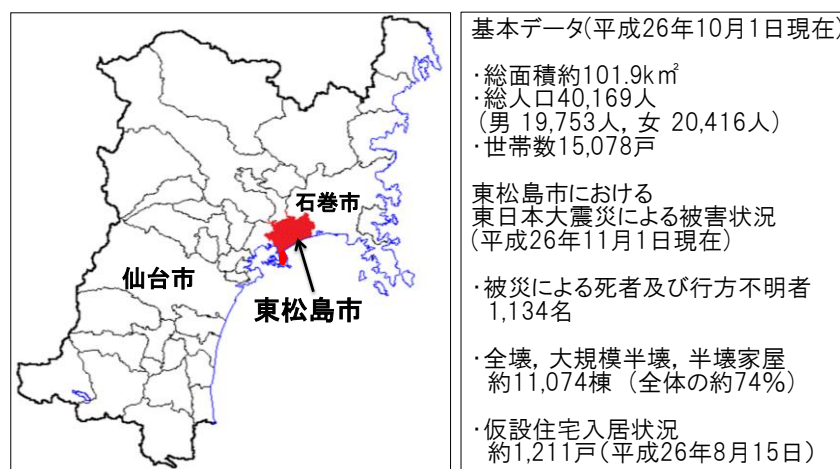 石巻市
仙台市
東松島市
基本データ(平成26年10月1日現在)
・総面積約101.9k㎡
・総人口40,169人
(男 19,753人, 女 20,416人)
・世帯数15,078戸
東松島市における
東日本大震災による被害状況
(平成26年11月1日現在)
・被災による死者及び行方不明者
1,134名
・全壊, 大規模半壊, 半壊家屋
約11,074棟 (全体の約74%)
・仮設住宅入居状況
約1,211戸(平成26年8月15日)